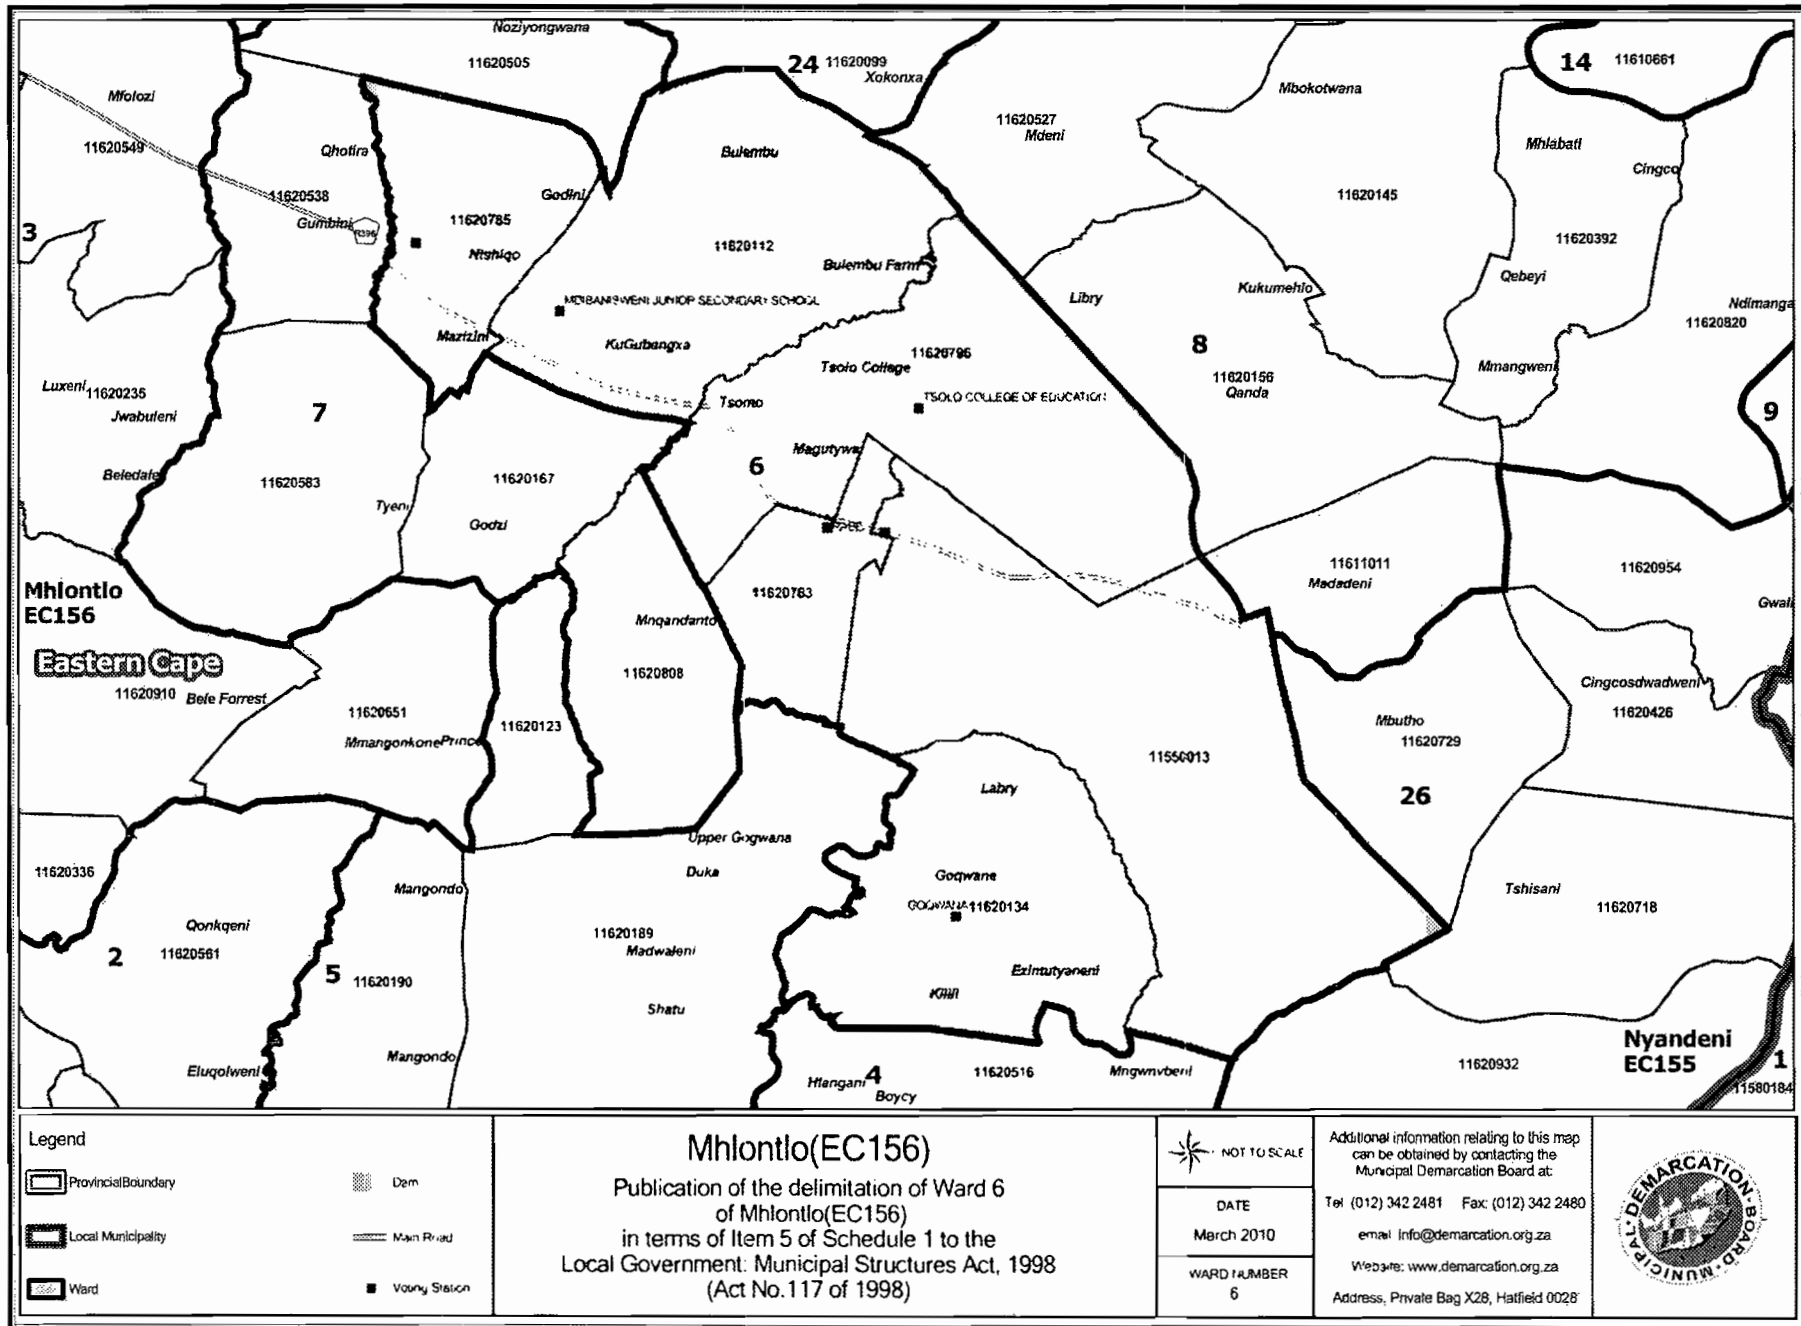 Noziyongwana
11620505
24
11620099
Xokonxa
14
11610661
Mfolozi
Mbokotwana
11620527
Mdeni
11620549
Qhotira
Bulembu
Mhlabati
Cingco
11620538
Godini
11620145
Gumbini
R396
11620785
3
Ntshiqo
11620112
11620392
Bulembu Farm
Qebeyi
Libry
Kukumehlo
MDIBANISWENI JUNIOR SECONDARY SCHOOL
Ndimanga
11620820
Mazizini
KuGubengxa
8
11620796
Tsolo College
Mmangweni
Luxeni
11620235
11620156
Qanda
Jwabuleni
7
Tsomo
TSOLO COLLEGE OF EDUCATION
9
Magutywa
6
Beledale
11620583
11620167
Tyeni
Godzi
11611011
Madadeni
11620954
Mhlontlo
EC156
11620763
Gwali
Mnqandanto
Eastern Cape
11620910
Bele Forrest
11620808
Cingcosdwadweni
11620426
11620651
Mmangonkone
Prince
11620123
Mbutho
11620729
11550013
Labry
26
Upper Gogwana
11620336
Duka
Goqwane
Mangondo
GOQWANA
11620134
Tshisani
11620718
Qonkqeni
11620561
2
5
11620190
11620189
Madwaleni
Ezintutyaneni
Kilifi
Shatu
Eluqolweni
Mangondo
Hlangani
4
Boycy
11620516
Mngwnvbeni
11620932
Nyandeni
EC155
1
11580184
Legend
ProvincialBoundary
Dam
Local Municipality
Main Road
Ward
Voting Station
Mhlontlo(EC156)
Publication of the delimitation of Ward 6
of Mhlontlo(EC156)
in terms of Item 5 of Schedule 1 to the
Local Government: Municipal Structures Act, 1998
(Act No.117 of 1998)
NOT TO SCALE
DATE
March 2010
WARD NUMBER
6
Additional information relating to this map
can be obtained by contacting the
Municipal Demarcation Board at:
Tel (012) 342 2481 Fax: (012) 342 2480
email info@demarcation.org.za
Website: www.demarcation.org.za
Address, Private Bag X28, Hatfield 0028
MUNICIPAL DEMARCATION BOARD